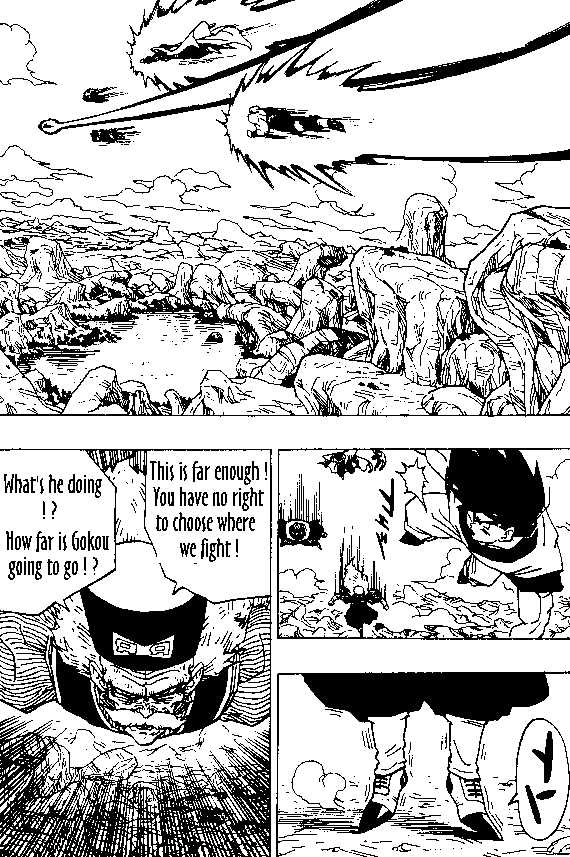 What's he doing
! ?
How far is Gokou
going to go ! ?
This is far enough !
You have no right
to choose where
we fight !